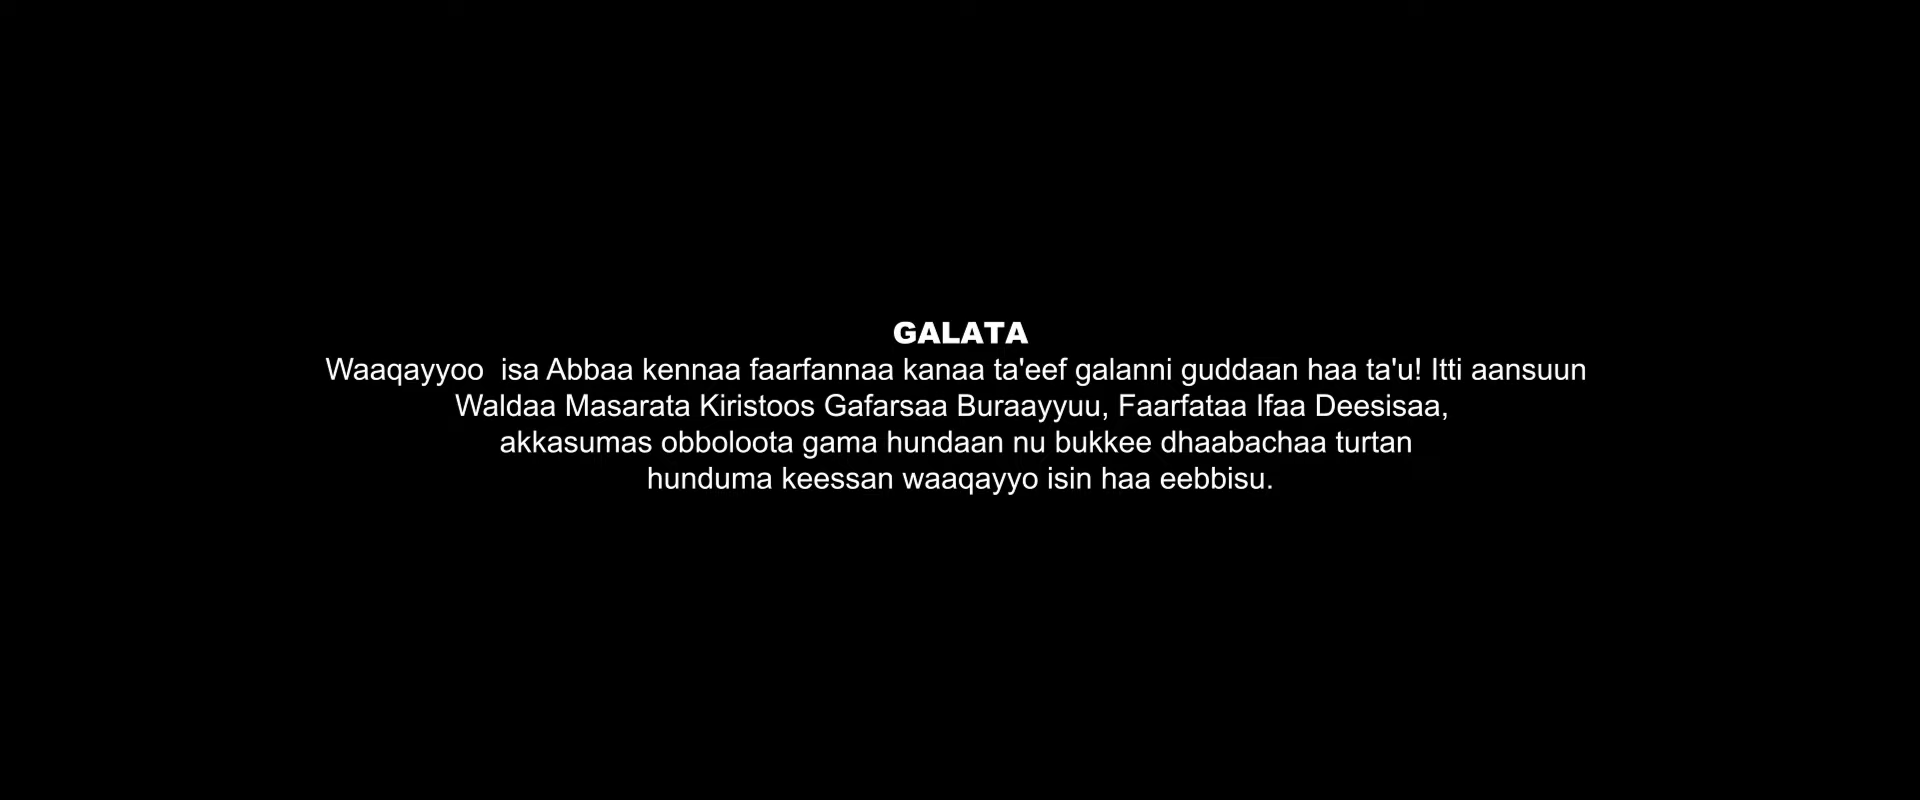 GALATA
Waaqayyoo  isa Abbaa kennaa faarfannaa kanaa ta'eef galanni guddaan haa ta'u! Itti aansuun
Waldaa Masarata Kiristoos Gafarsaa Buraayyuu, Faarfataa Ifaa Deesisaa,
akkasumas obboloota gama hundaan nu bukkee dhaabachaa turtan
hunduma keessan waaqayyo isin haa eebbisu.